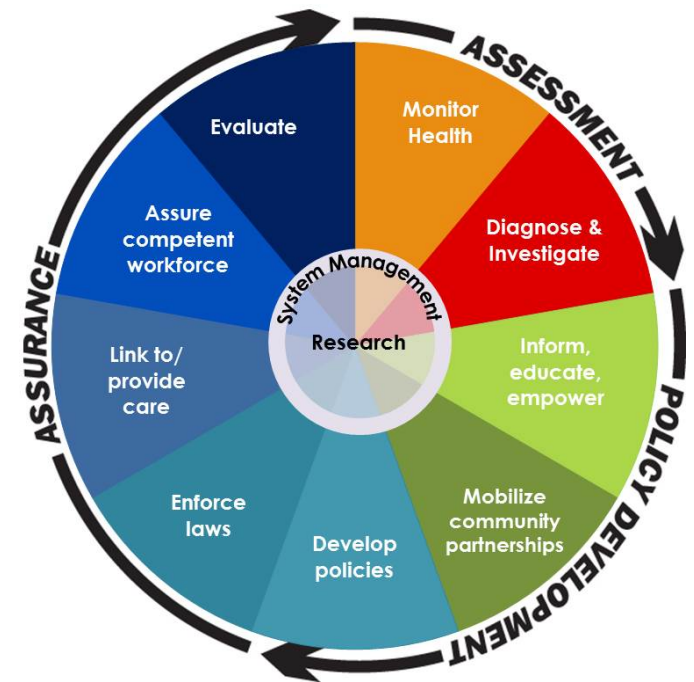 ASSESSMENT
Monitor
Health
Diagnose &
Investigate
Inform,
educate,
empower
POLICY DEVELOPMENT
Mobilize
community
partnerships
Develop
policies
Enforce
laws
ASSURANCE
Link to/
provide
care
Assure
competent
workforce
Evaluate
System Management
Research